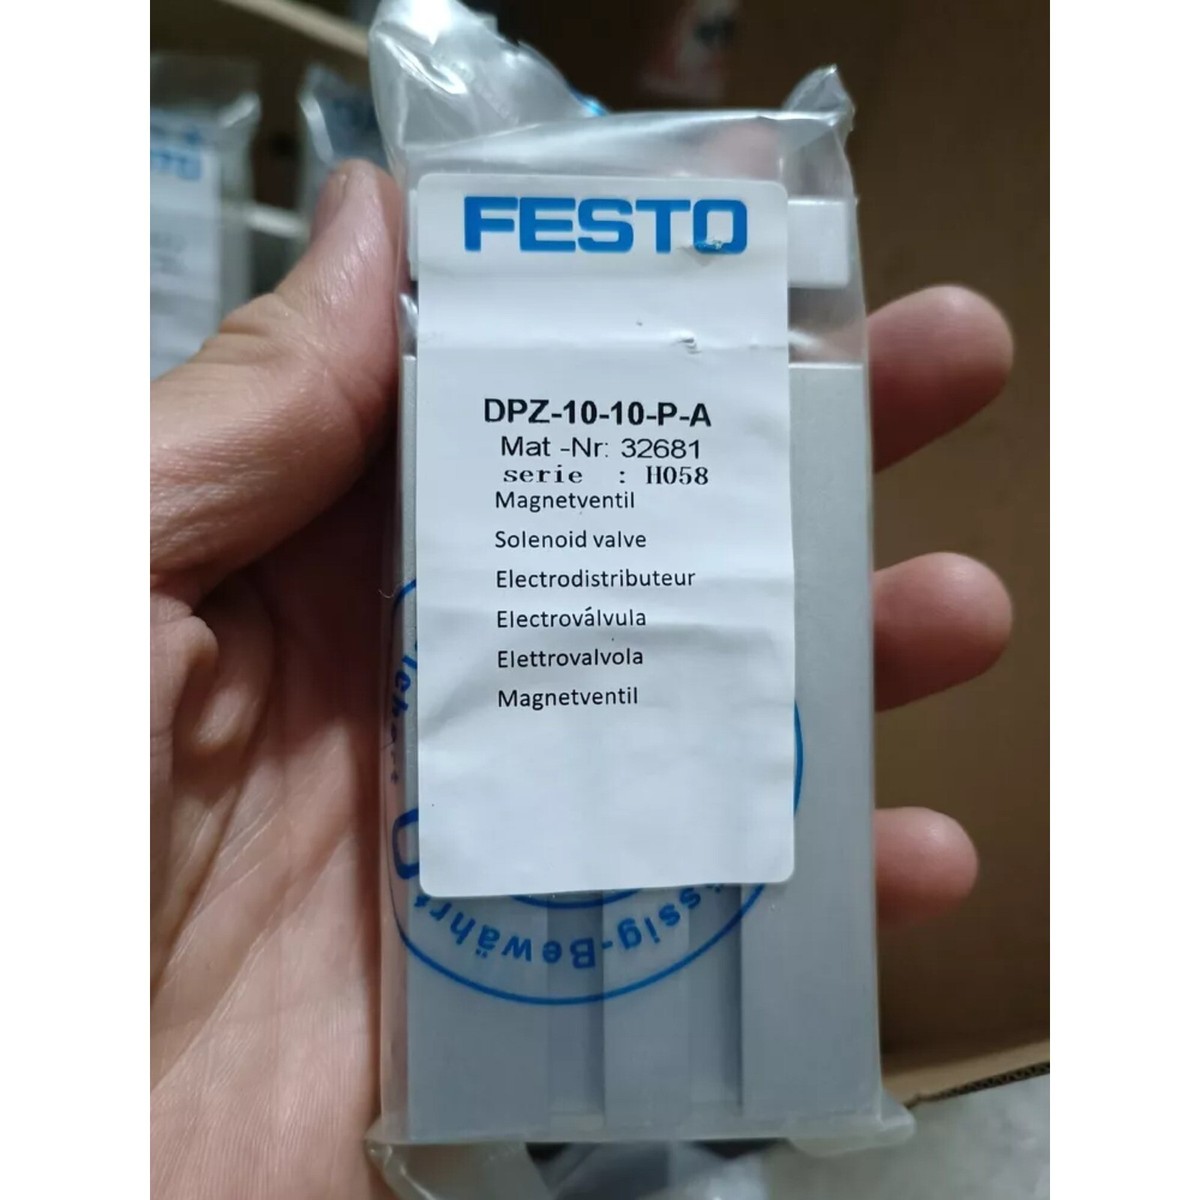 FESTO
DPZ-10-10-P-A
Mat -Nr: 32681
serie : H058
Magnetventil
Solenoid valve
Electrodistributeur
Electroválvula
Elettrovalvola
Magnetventil